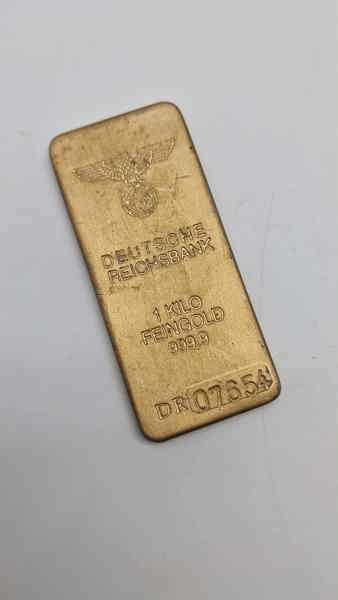 DEUTSCHE
REICHSBANK
1 KILO
FEINGOLD
999,9
DR 07654